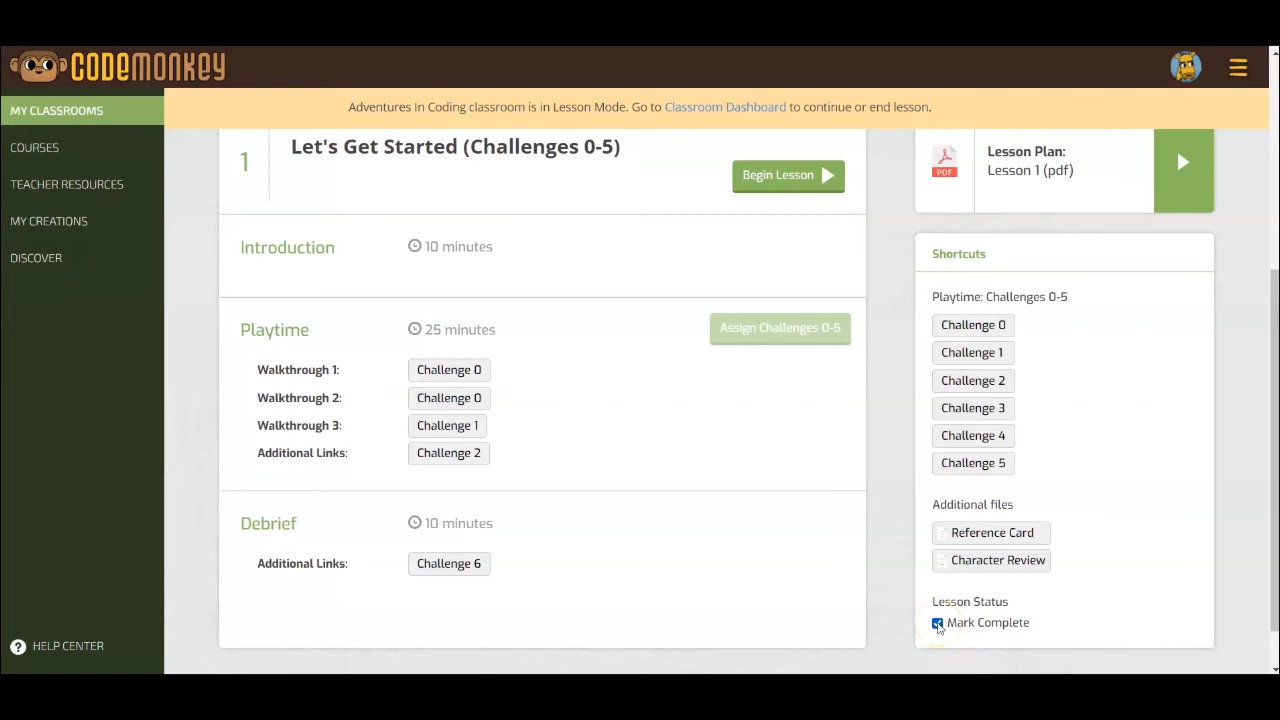 CODEMONKEY
MY CLASSROOMS
COURSES
TEACHER RESOURCES
MY CREATIONS
DISCOVER
? HELP CENTER
Adventures In Coding classroom is in Lesson Mode. Go to Classroom Dashboard to continue or end lesson.
1
Let's Get Started (Challenges 0-5)
Begin Lesson
Introduction 10 minutes
Playtime 25 minutes Assign Challenges 0-5
Walkthrough 1: Challenge 0
Walkthrough 2: Challenge 0
Walkthrough 3: Challenge 1
Additional Links: Challenge 2
Debrief 10 minutes
Additional Links: Challenge 6
PDF
Lesson Plan:
Lesson 1 (pdf)
Shortcuts
Playtime: Challenges 0-5
Challenge 0
Challenge 1
Challenge 2
Challenge 3
Challenge 4
Challenge 5
Additional files
Reference Card
Character Review
Lesson Status
Mark Complete